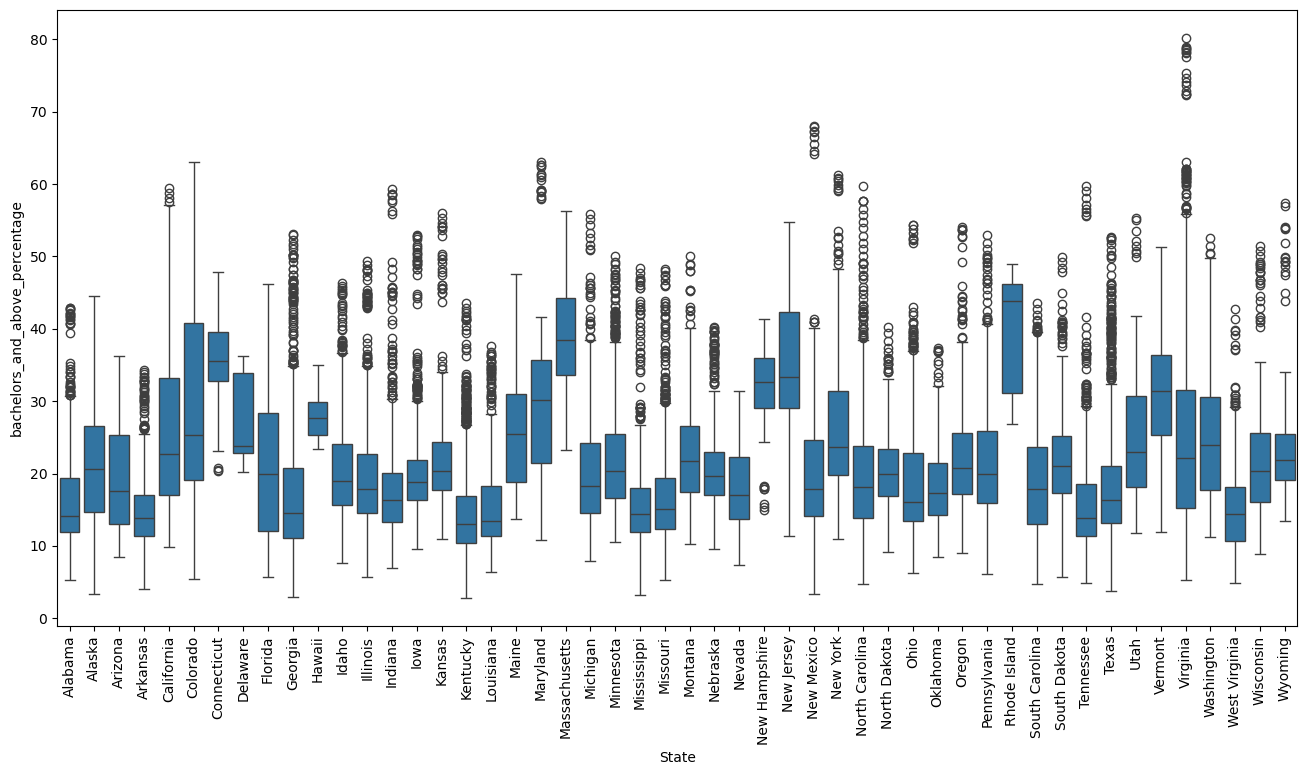 bachelors_and_above_percentage
80
70
60
50
40
30
20
10
0
Alabama
Alaska
Arizona
Arkansas
California
Colorado
Connecticut
Delaware
Florida
Georgia
Hawaii
Idaho
Illinois
Indiana
Iowa
Kansas
Kentucky
Louisiana
Maine
Maryland
Massachusetts
Michigan
Minnesota
Mississippi
Missouri
Montana
Nebraska
Nevada
New Hampshire
New Jersey
New Mexico
New York
North Carolina
North Dakota
Ohio
Oklahoma
Oregon
Pennsylvania
Rhode Island
South Carolina
South Dakota
Tennessee
Texas
Utah
Vermont
Virginia
Washington
West Virginia
Wisconsin
Wyoming
State